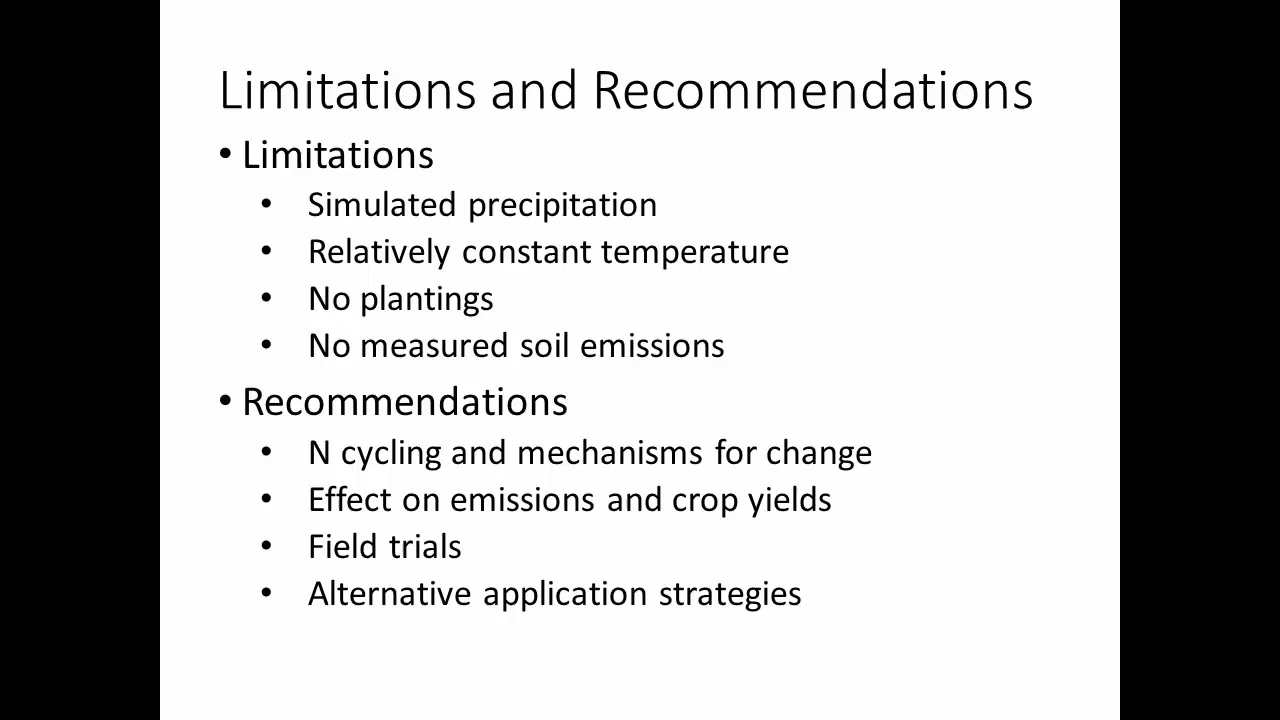 Limitations and Recommendations
• Limitations
• Simulated precipitation
• Relatively constant temperature
• No plantings
• No measured soil emissions
• Recommendations
• N cycling and mechanisms for change
• Effect on emissions and crop yields
• Field trials
• Alternative application strategies